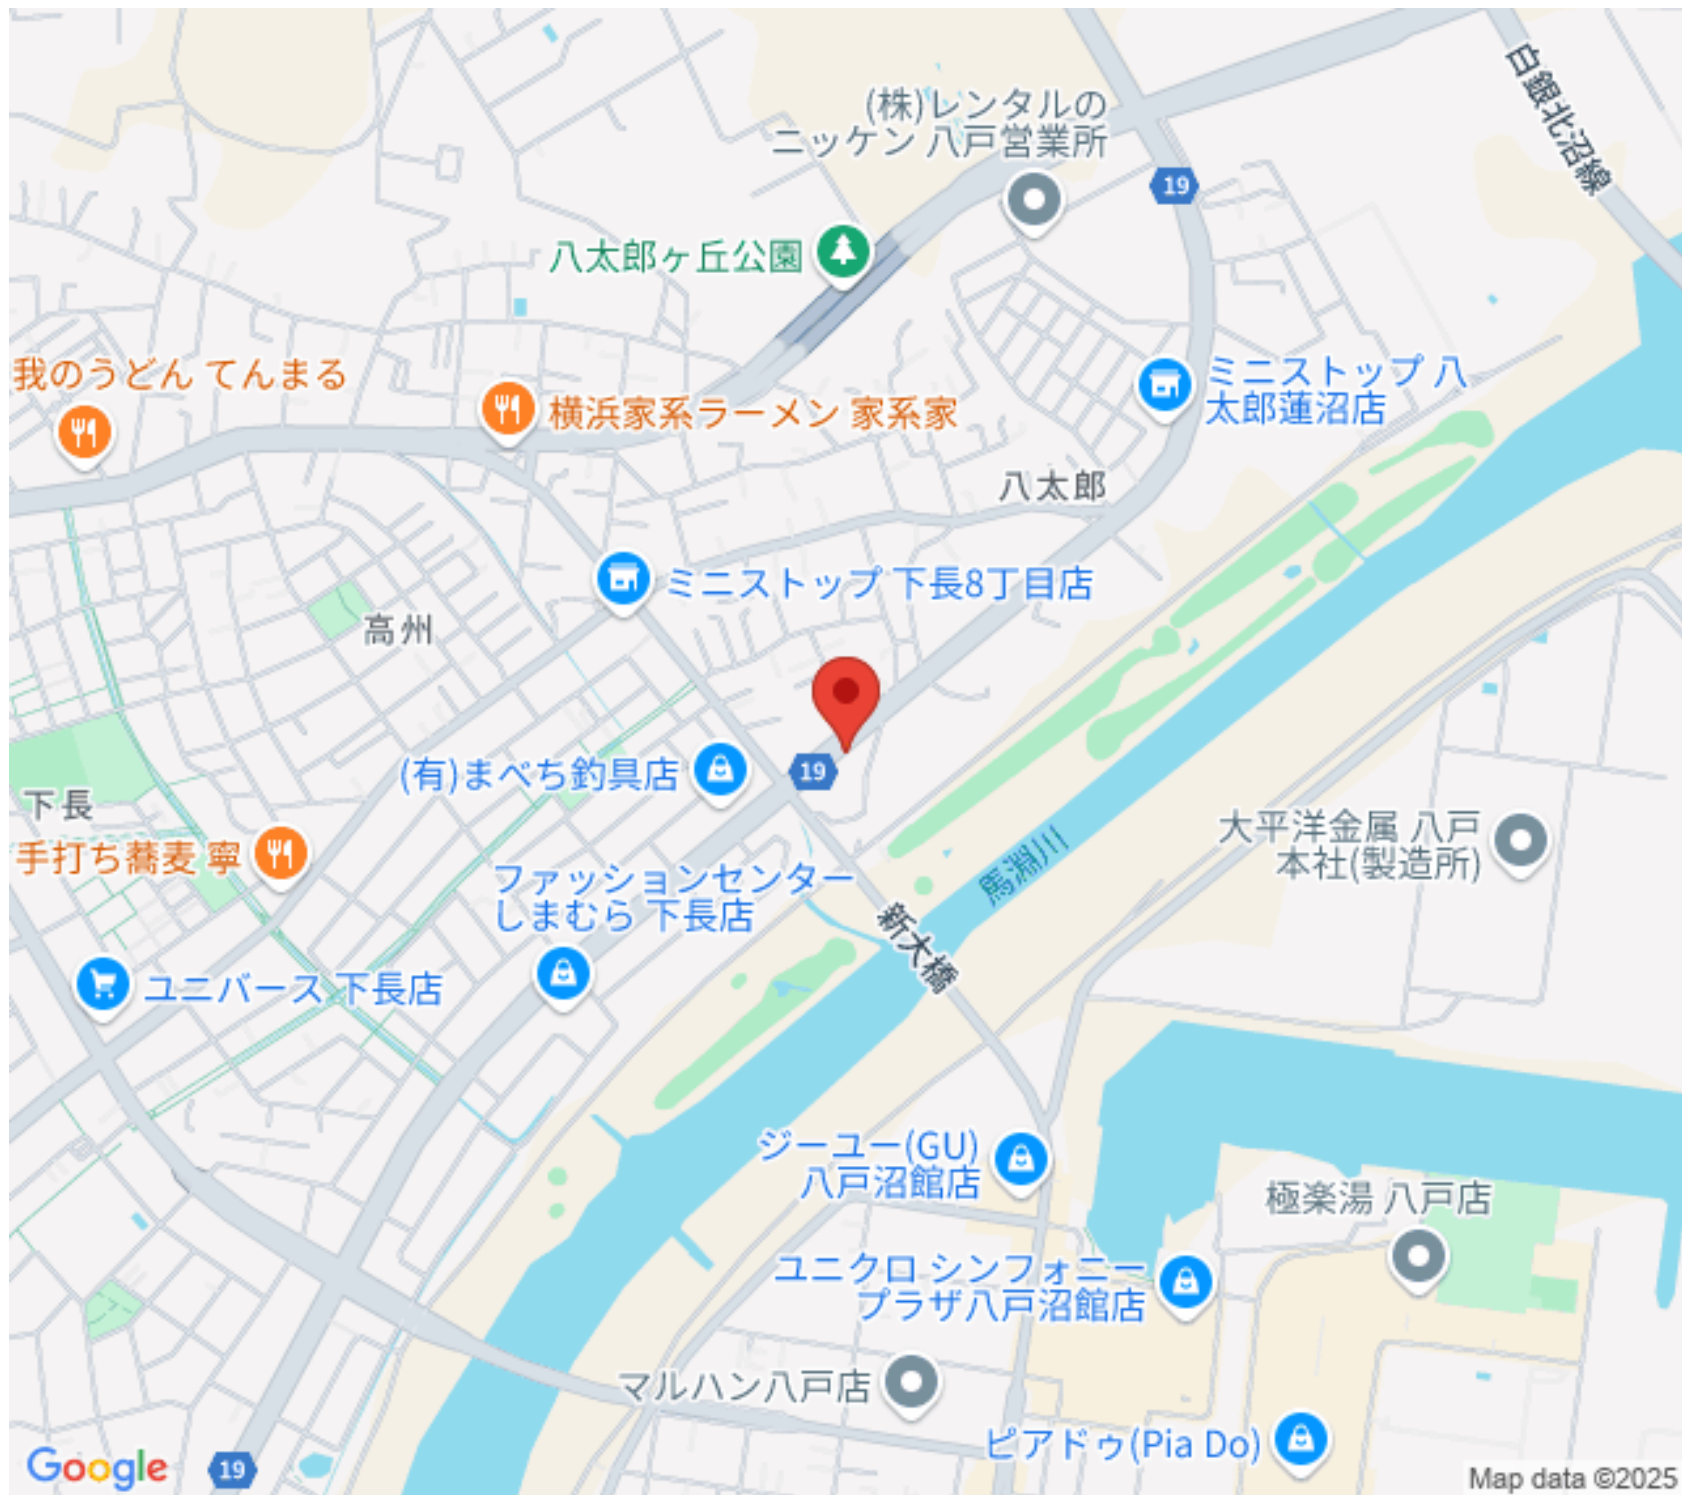 白銀北沼線
(株)レンタルの
ニッケン 八戸営業所
19
八太郎ヶ丘公園
我のうどん てんまる
横浜家系ラーメン 家系家
ミニストップ 八
太郎蓮沼店
八太郎
ミニストップ 下長8丁目店
高州
(有)まべち釣具店
19
下長
手打ち蕎麦 寧
ファッションセンター
しまむら 下長店
馬淵川
大平洋金属 八戸
本社(製造所)
新大橋
ユニバース 下長店
ジーユー(GU)
八戸沼館店
極楽湯 八戸店
ユニクロ シンフォニー
プラザ八戸沼館店
マルハン八戸店
ピアドゥ(Pia Do)
Google
19
Map data ©2025